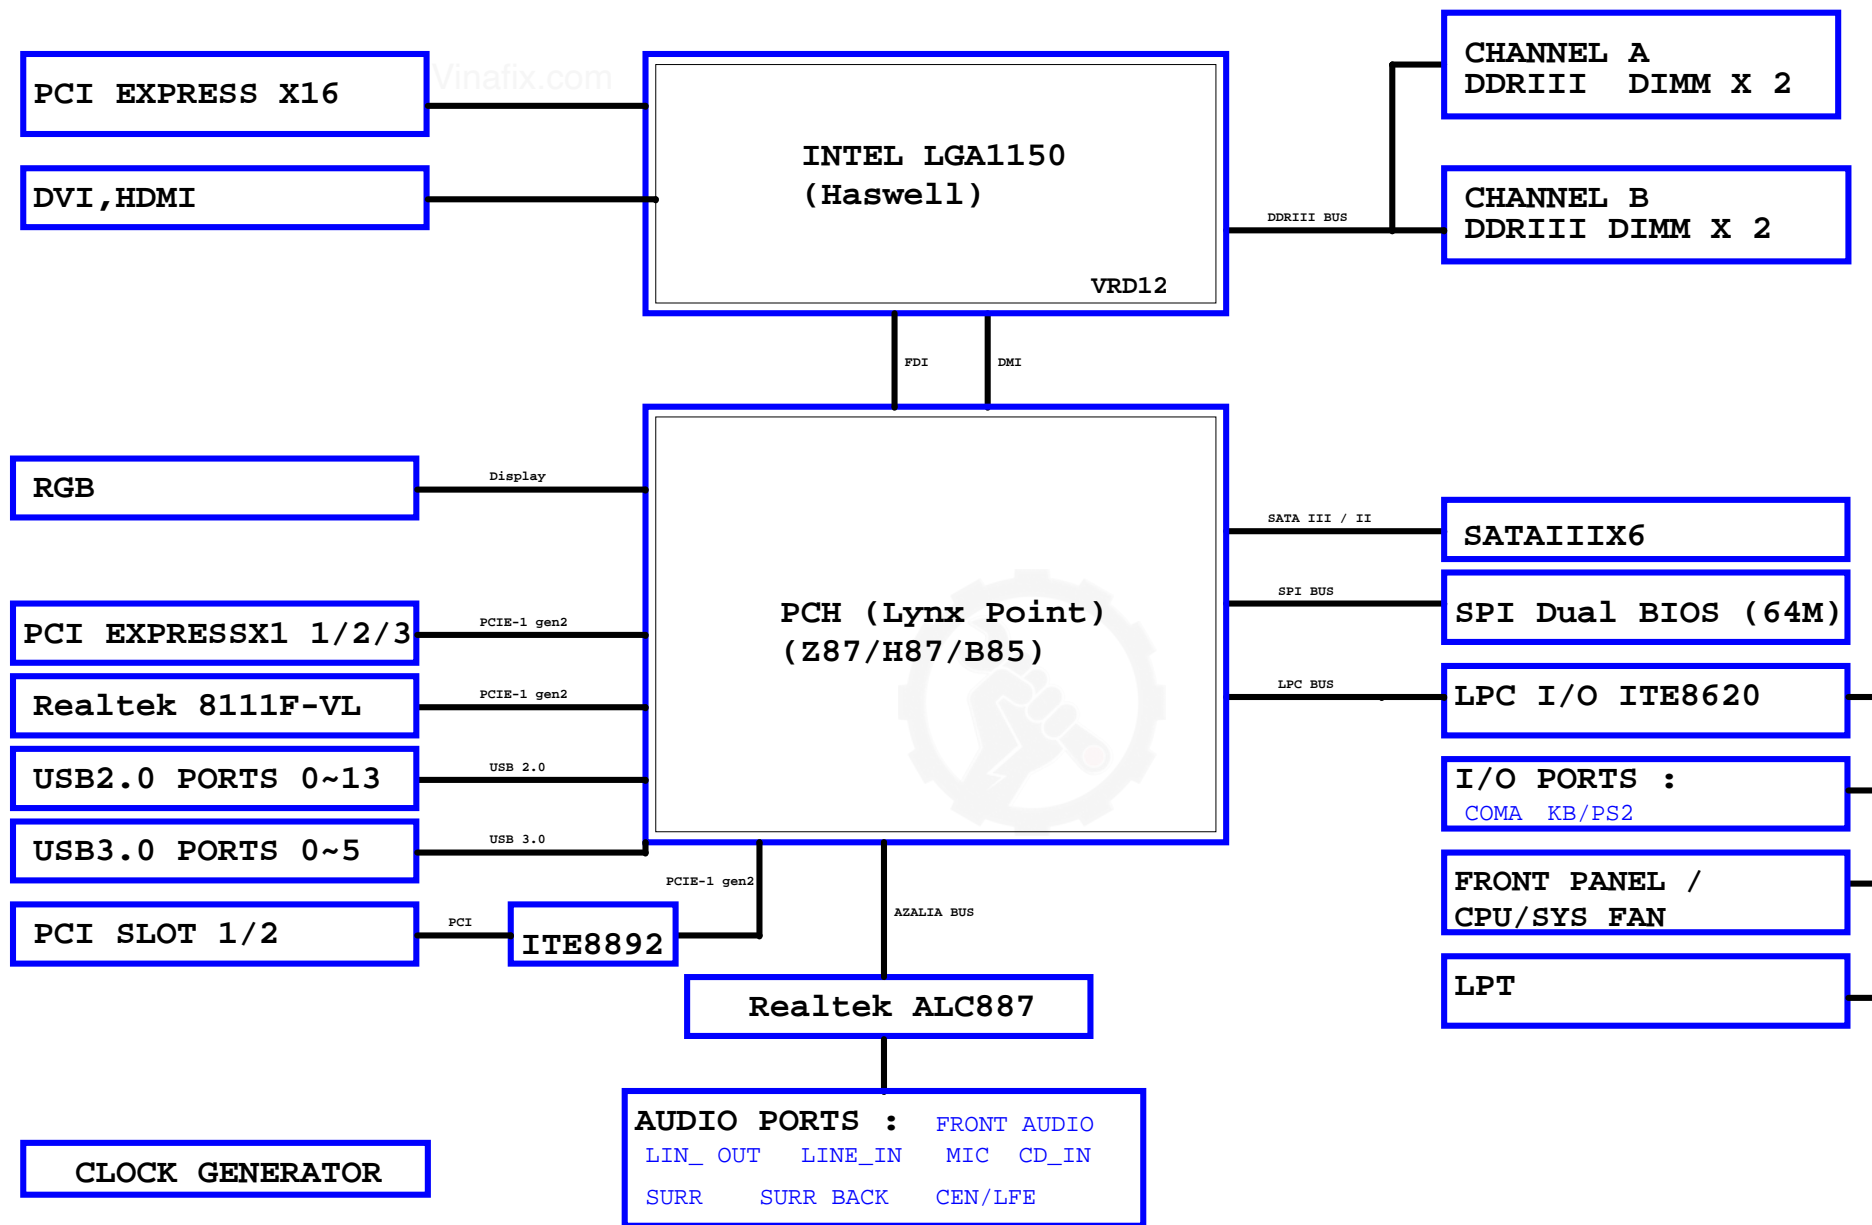 Vinafix.com
PCI EXPRESS X16
DVI,HDMI
INTEL LGA1150
(Haswell)
VRD12
DDRIII BUS
CHANNEL A
DDRIII DIMM X 2
CHANNEL B
DDRIII DIMM X 2
FDI
DMI
RGB
Display
PCI EXPRESSX1 1/2/3
PCIE-1 gen2
Realtek 8111F-VL
PCIE-1 gen2
USB2.0 PORTS 0~13
USB 2.0
USB3.0 PORTS 0~5
USB 3.0
PCI SLOT 1/2
PCI
ITE8892
PCIE-1 gen2
PCH (Lynx Point)
(Z87/H87/B85)
SATA III / II
SATAIIIX6
SPI BUS
SPI Dual BIOS (64M)
LPC BUS
LPC I/O ITE8620
I/O PORTS :
COMA KB/PS2
FRONT PANEL /
CPU/SYS FAN
LPT
AZALIA BUS
Realtek ALC887
AUDIO PORTS : FRONT AUDIO
LIN_ OUT LINE_IN MIC CD_IN
SURR SURR BACK CEN/LFE
CLOCK GENERATOR